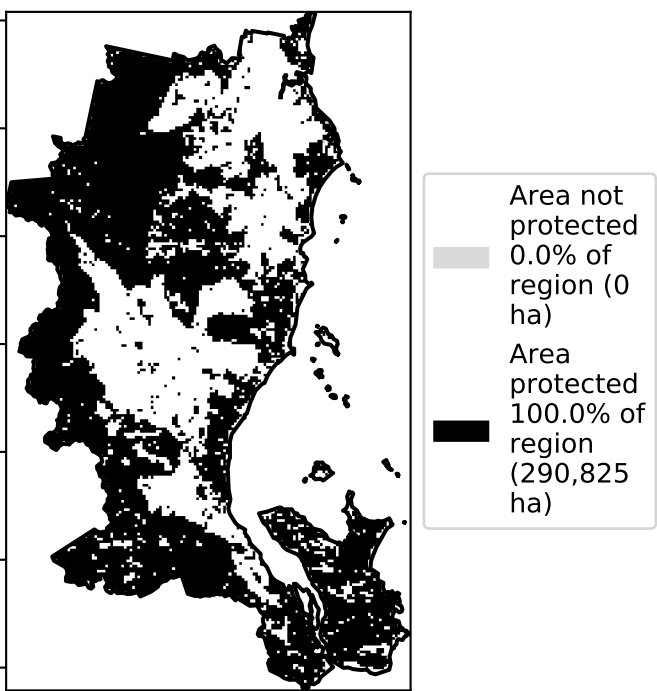 Area not
protected
0.0% of
region (0
ha)
Area
protected
100.0% of
region
(290,825
ha)